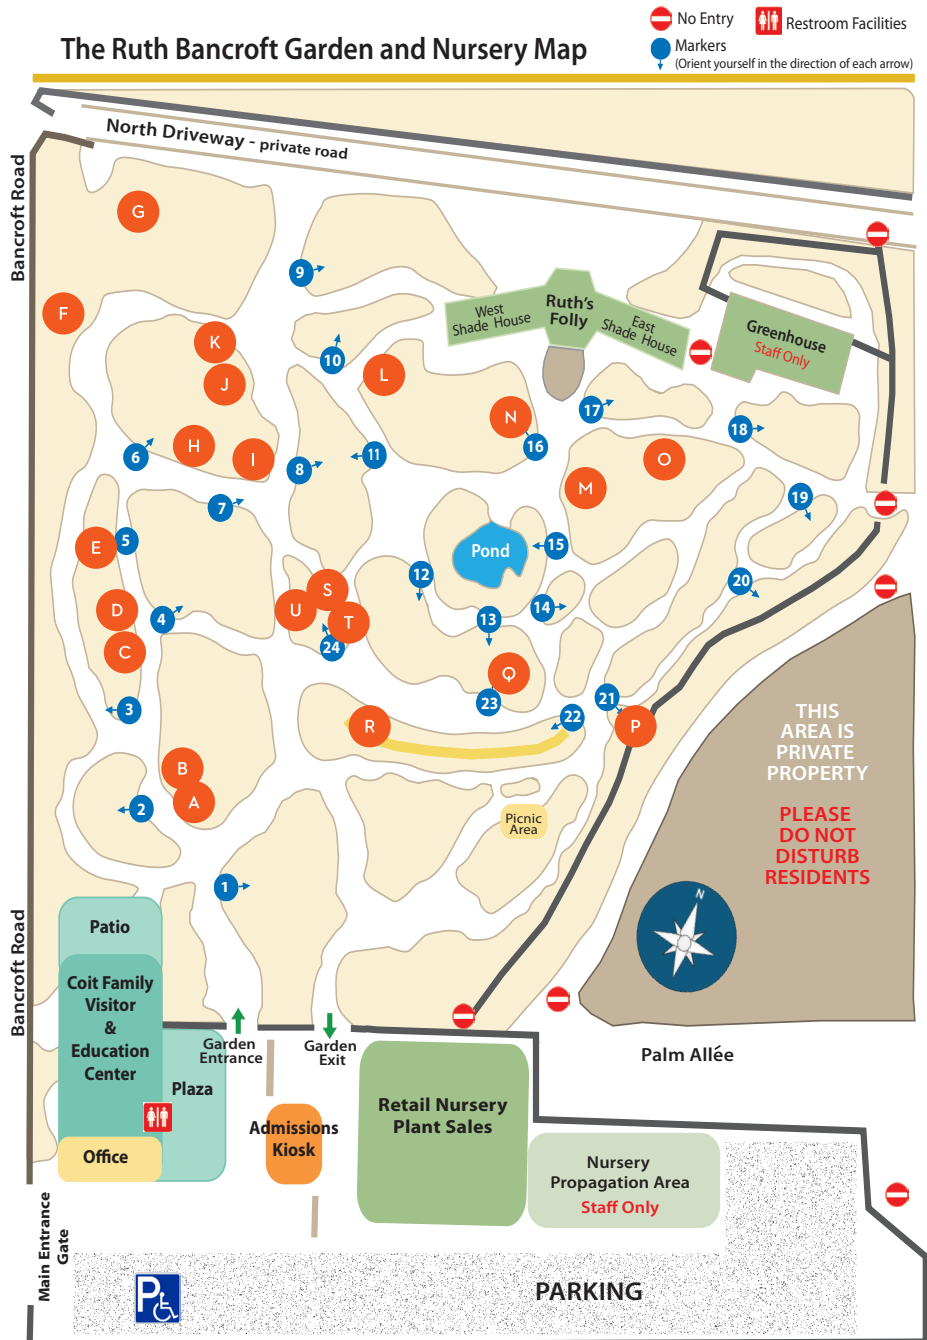 The Ruth Bancroft Garden and Nursery Map
No Entry
Restroom Facilities
Markers
(Orient yourself in the direction of each arrow)
North Driveway - private road
Bancroft Road
G
9
F
West
Shade House
Ruth's
Folly
East
Shade House
Greenhouse
Staff Only
K
10
J
L
N
17
18
6
H
I
8
11
16
M
O
7
19
E
5
Pond
15
12
20
D
4
U
S
T
24
13
14
C
Q
3
23
21
22
R
P
THIS
AREA IS
PRIVATE
PROPERTY
PLEASE
DO NOT
DISTURB
RESIDENTS
B
A
2
Picnic
Area
1
N
Bancroft Road
Patio
Coit Family
Visitor
&
Education
Center
Plaza
Office
Garden
Entrance
Garden
Exit
Palm Allée
Admissions
Kiosk
Retail Nursery
Plant Sales
Nursery
Propagation Area
Staff Only
Main Entrance
Gate
P
PARKING